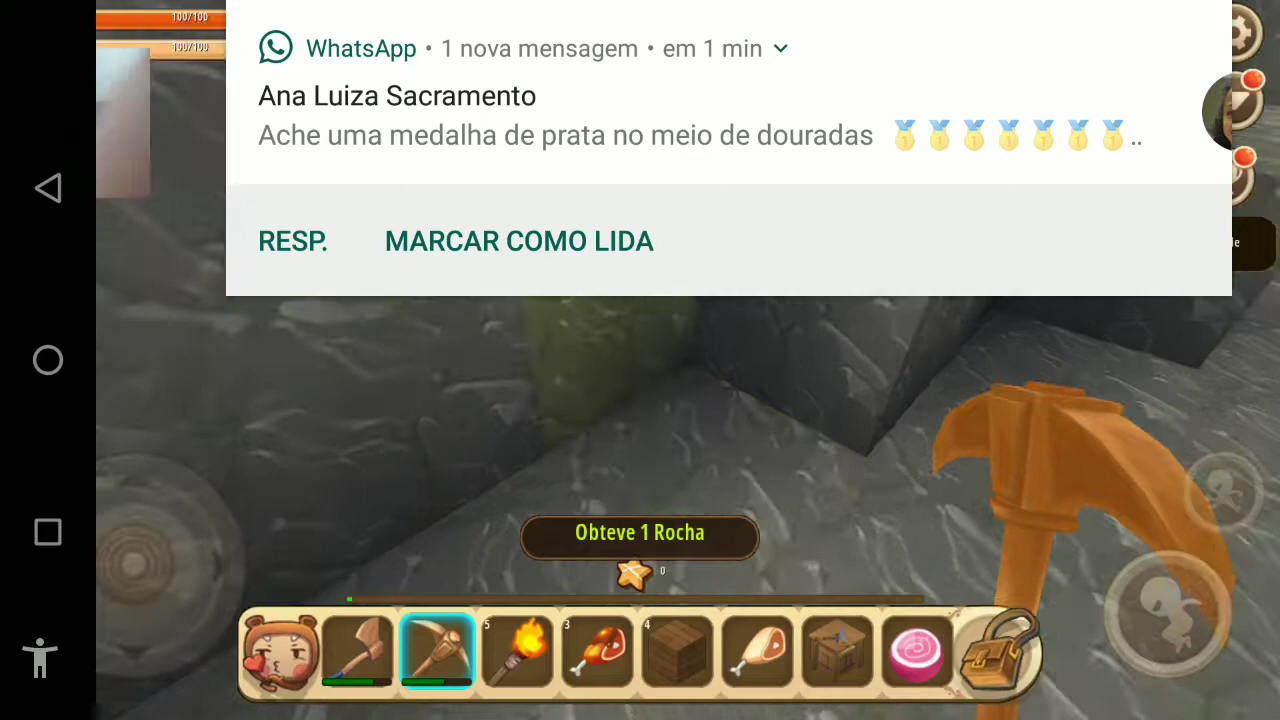 100/100
100/100
WhatsApp • 1 nova mensagem • em 1 min
Ana Luiza Sacramento
Ache uma medalha de prata no meio de douradas 🥇🥇🥇🥇🥇🥇🥇..
RESP. MARCAR COMO LIDA
Obteve 1 Rocha
0
5
3
4